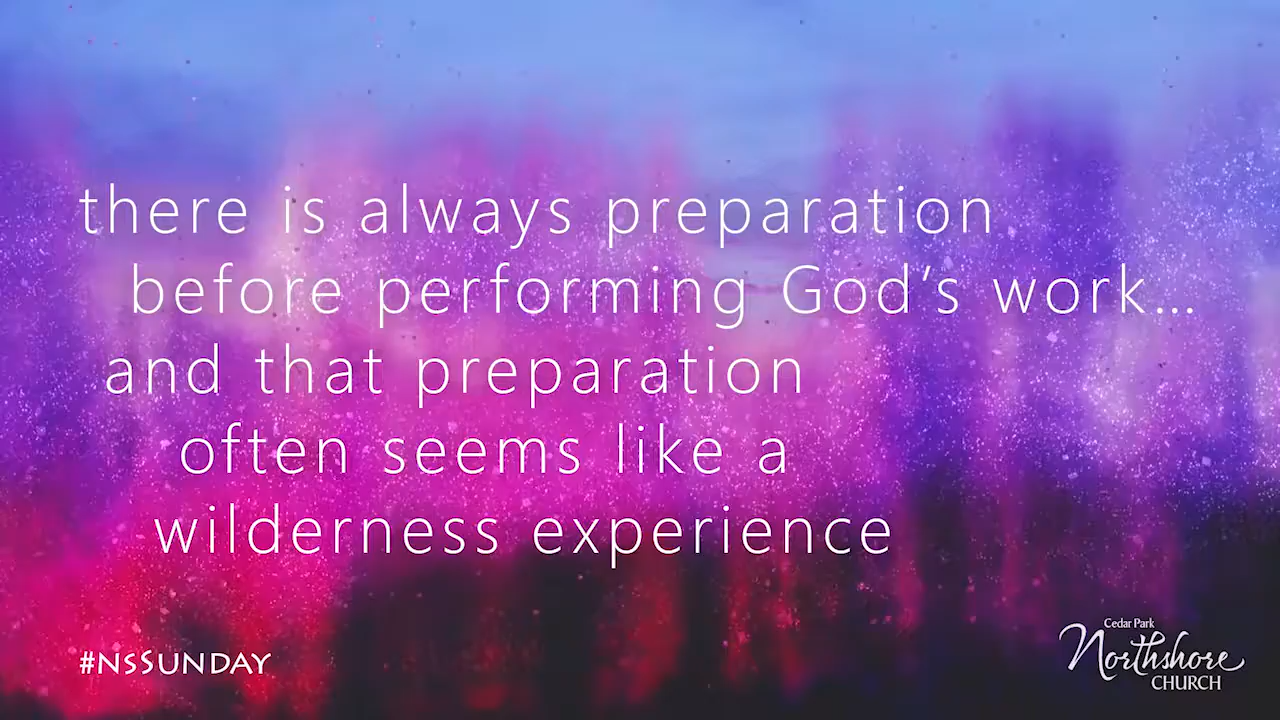 there is always preparation
before performing God’s work...
and that preparation
often seems like a
wilderness experience
#NSSUNDAY
Cedar Park
Northshore
CHURCH